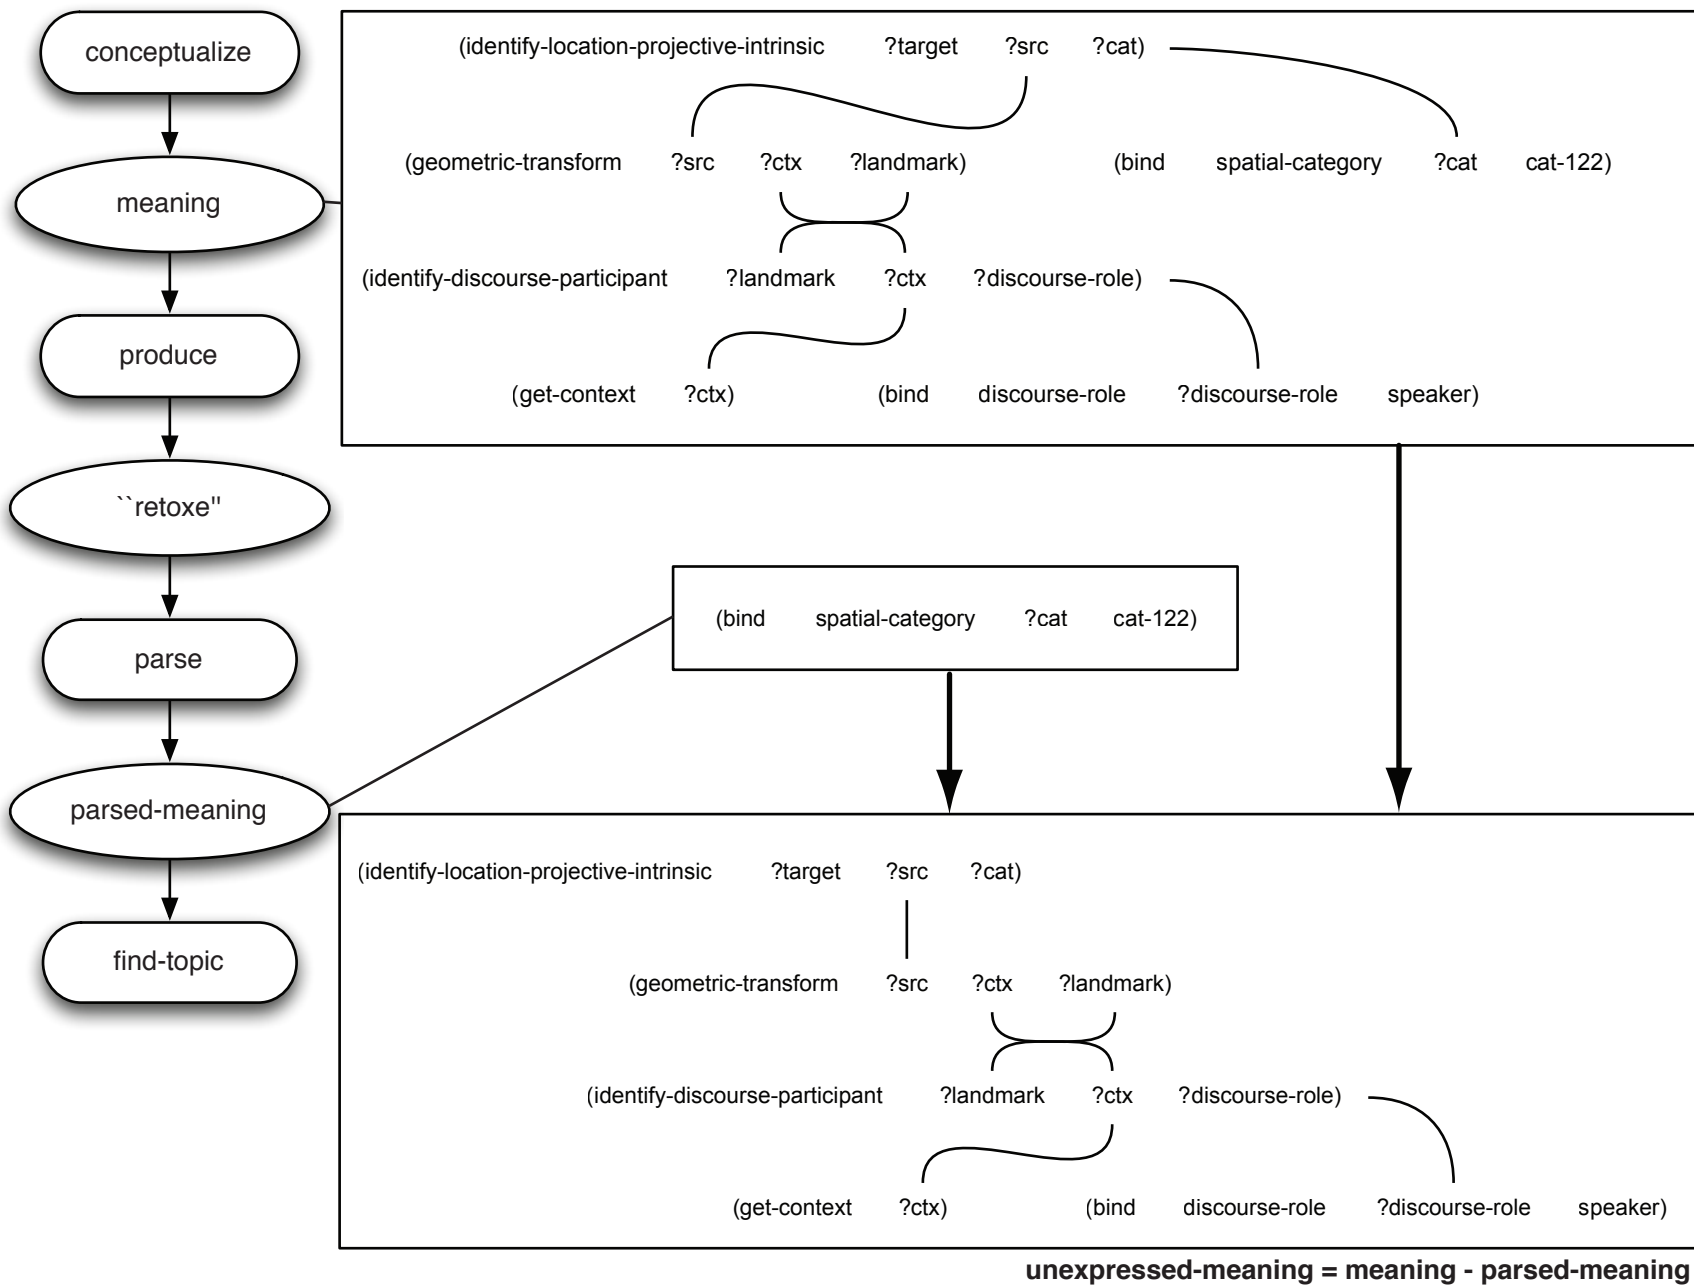 conceptualize
meaning
produce
``retoxe"
parse
parsed-meaning
find-topic
(identify-location-projective-intrinsic ?target ?src ?cat)
(geometric-transform ?src ?ctx ?landmark) (bind spatial-category ?cat cat-122)
(identify-discourse-participant ?landmark ?ctx ?discourse-role)
(get-context ?ctx) (bind discourse-role ?discourse-role speaker)
(bind spatial-category ?cat cat-122)
(identify-location-projective-intrinsic ?target ?src ?cat)
(geometric-transform ?src ?ctx ?landmark)
(identify-discourse-participant ?landmark ?ctx ?discourse-role)
(get-context ?ctx) (bind discourse-role ?discourse-role speaker)
unexpressed-meaning = meaning - parsed-meaning